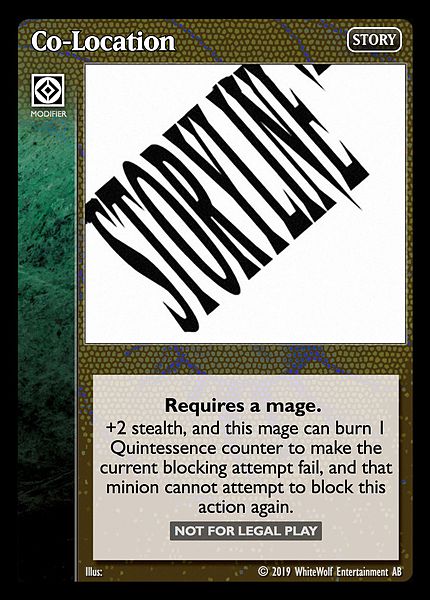 Co-Location
STORY
MODIFIER
STORYLINE
Requires a mage.
+2 stealth, and this mage can burn 1
Quintessence counter to make the
current blocking attempt fail, and that
minion cannot attempt to block this
action again.
NOT FOR LEGAL PLAY
Illus: © 2019 WhiteWolf Entertainment AB